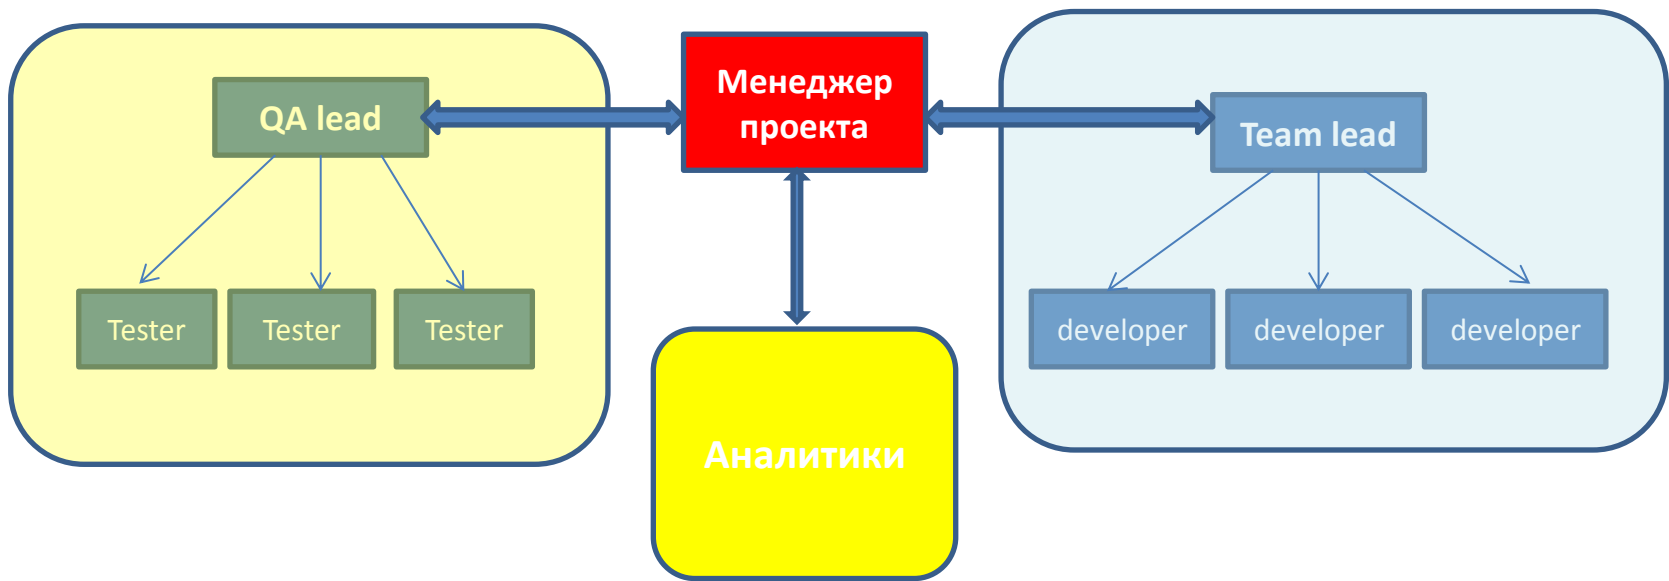 QA lead
Менеджер
проекта
Team lead
Tester
Tester
Tester
developer
developer
developer
Аналитики